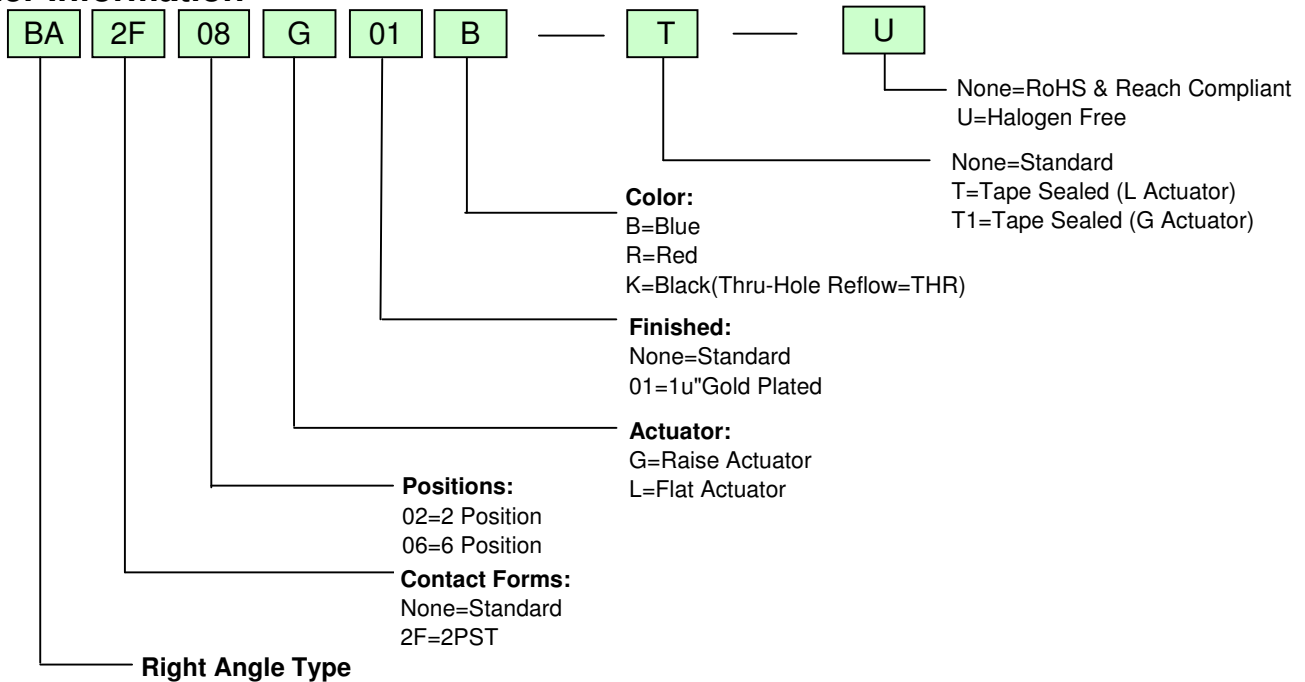 BA 2F 08 G 01 B — T — U
None=RoHS & Reach Compliant
U=Halogen Free
None=Standard
T=Tape Sealed (L Actuator)
T1=Tape Sealed (G Actuator)
Color:
B=Blue
R=Red
K=Black(Thru-Hole Reflow=THR)
Finished:
None=Standard
01=1u"Gold Plated
Actuator:
G=Raise Actuator
L=Flat Actuator
Positions:
02=2 Position
06=6 Position
Contact Forms:
None=Standard
2F=2PST
Right Angle Type